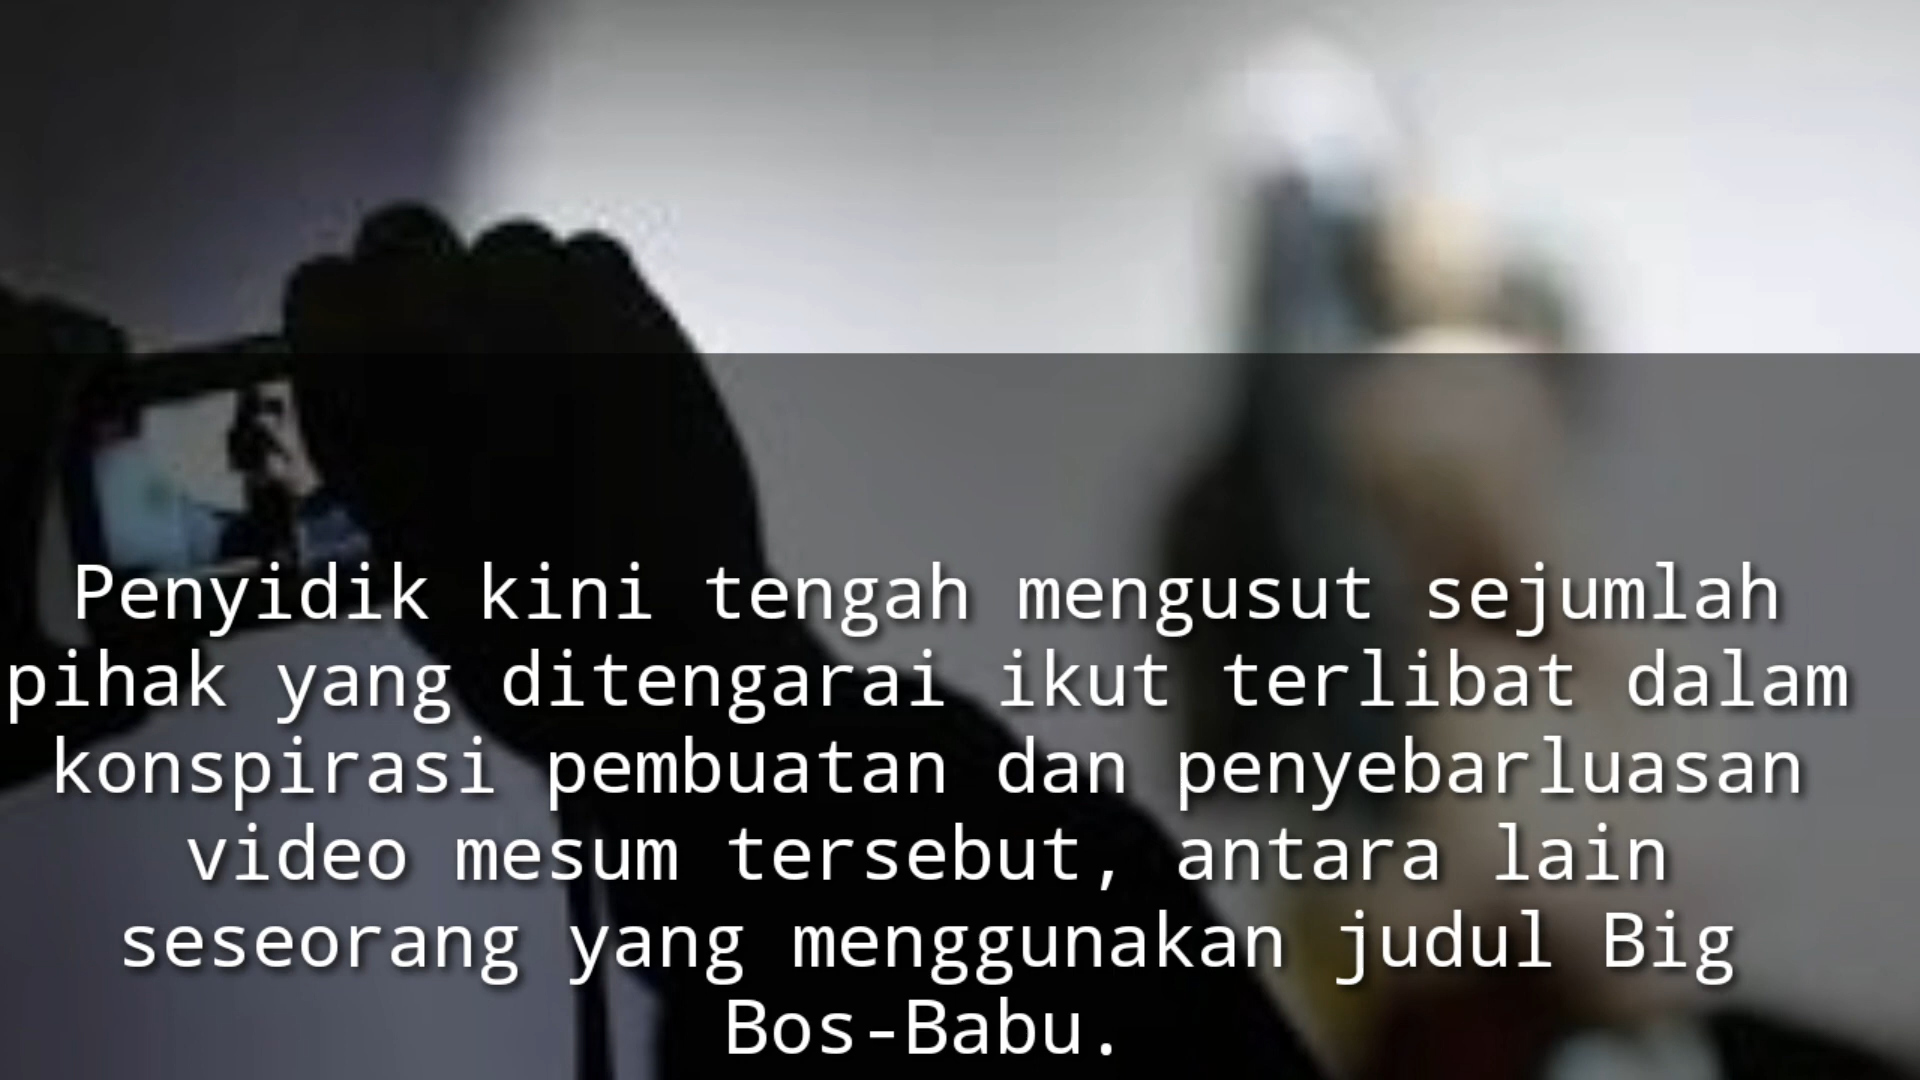 Penyidik kini tengah mengusut sejumlah
pihak yang ditengarai ikut terlibat dalam
konspirasi pembuatan dan penyebarluasan
video mesum tersebut, antara lain
seseorang yang menggunakan judul Big
Bos-Babu.